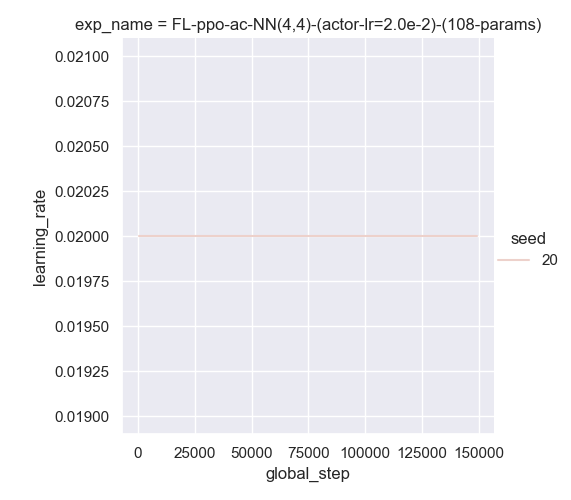 exp_name = FL-ppo-ac-NN(4,4)-(actor-lr=2.0e-2)-(108-params)
0.02100
0.02075
0.02050
0.02025
0.02000
0.01975
0.01950
0.01925
0.01900
learning_rate
0 25000 50000 75000 100000 125000 150000
global_step
seed
20